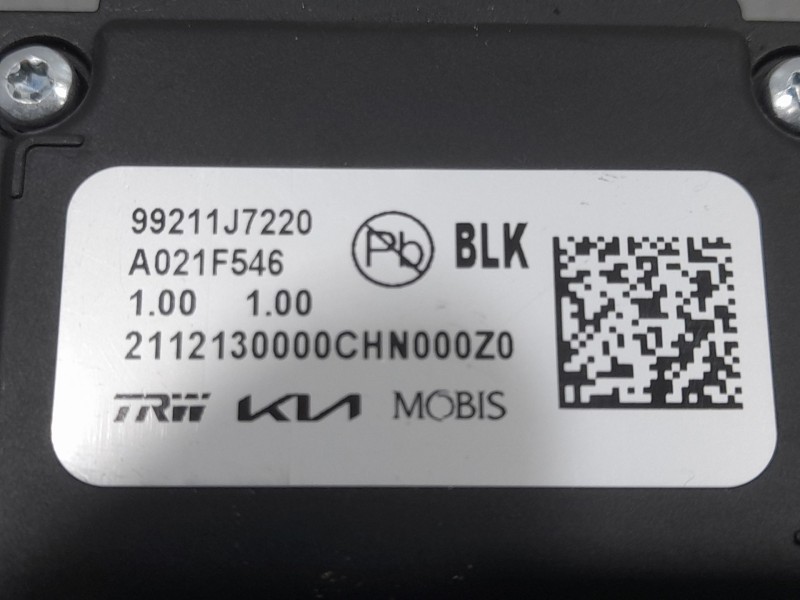 99211J7220
A021F546
Pb BLK
1.00 1.00
2112130000CHN000Z0
TRW KIA MOBIS